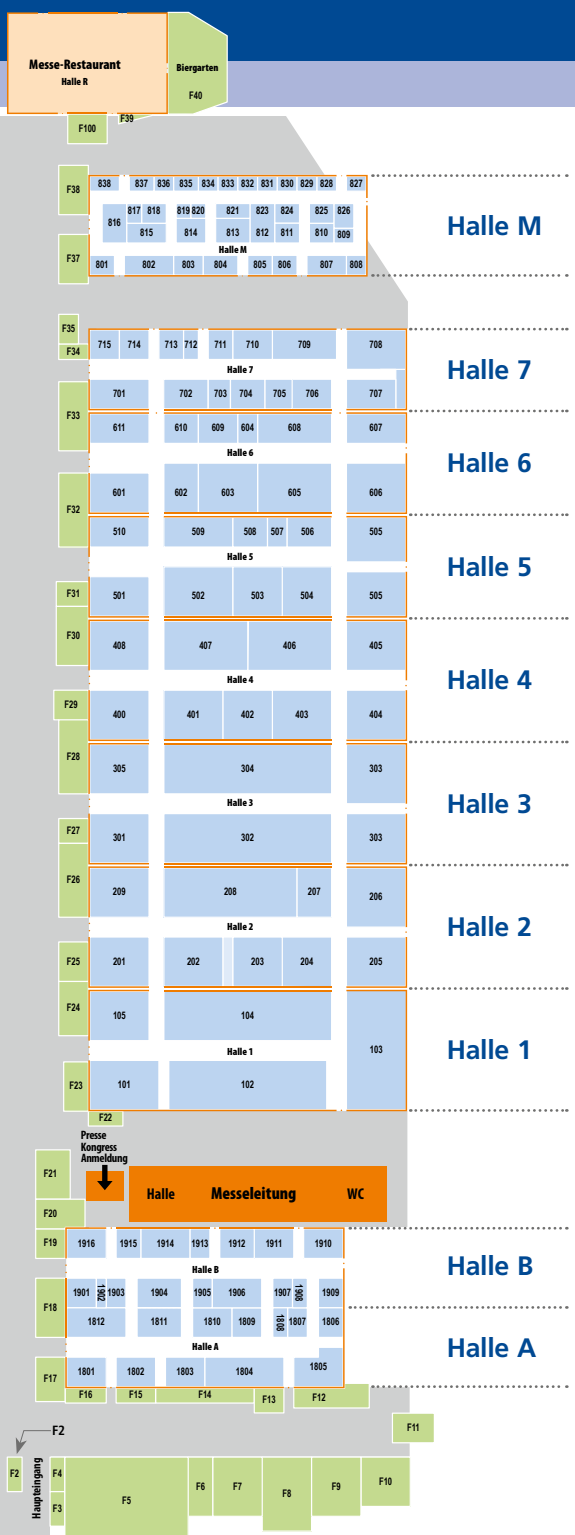 Messe-Restaurant
Halle R
Biergarten
F40
F39
F100
F38
838 837 836 835 834 833 832 831 830 829 828 827
817 818 819 820 821 823 824 825 826
816
815 814 813 812 811 810 809
Halle M
Halle M
F37
801 802 803 804 805 806 807 808
F35
F34
715 714 713 712 711 710 709 708
Halle 7
Halle 7
F33
701 702 703 704 705 706 707
611 610 609 604 608 607
Halle 6
Halle 6
F32
601 602 603 605 606
510 509 508 507 506 505
Halle 5
Halle 5
F31
501 502 503 504 505
F30
408 407 406 405
Halle 4
Halle 4
F29
400 401 402 403 404
F28
305 304 303
Halle 3
Halle 3
F27
301 302 303
F26
209 208 207 206
Halle 2
Halle 2
F25
201 202 203 204 205
F24
105 104
103
Halle 1
Halle 1
F23
101 102
F22
Presse
Kongress
Anmeldung
F21
Halle Messeleitung WC
F20
F19
1916 1915 1914 1913 1912 1911 1910
Halle B
Halle B
F18
1901 1902 1903 1904 1905 1906 1907 1908 1909
1812 1811 1810 1809 1808 1807 1806
Halle A
Halle A
F17
1801 1802 1803 1804 1805
F16 F15 F14 F13 F12
F11
F2
F2
Haupteingang
F4
F3
F5
F6
F7
F8
F9
F10